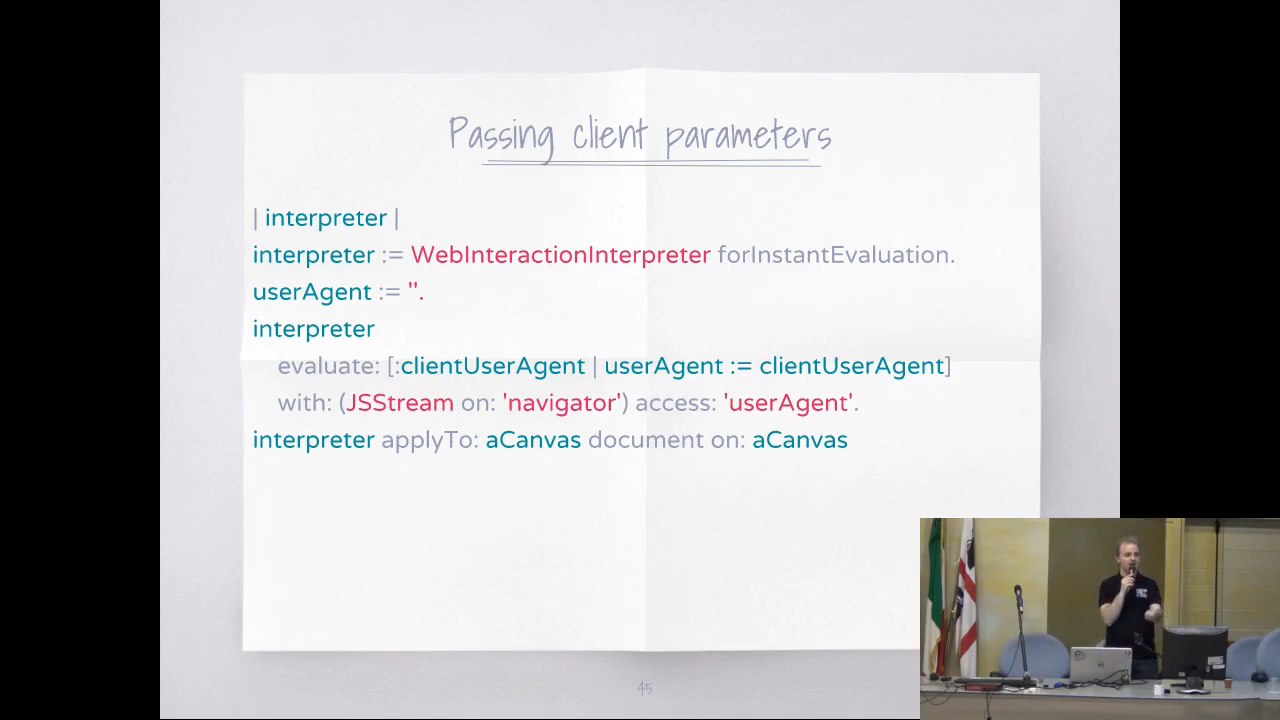 Passing client parameters
| interpreter |
interpreter := WebInteractionInterpreter forInstantEvaluation.
userAgent := ''.
interpreter
evaluate: [:clientUserAgent | userAgent := clientUserAgent]
with: (JSStream on: 'navigator') access: 'userAgent'.
interpreter applyTo: aCanvas document on: aCanvas
45